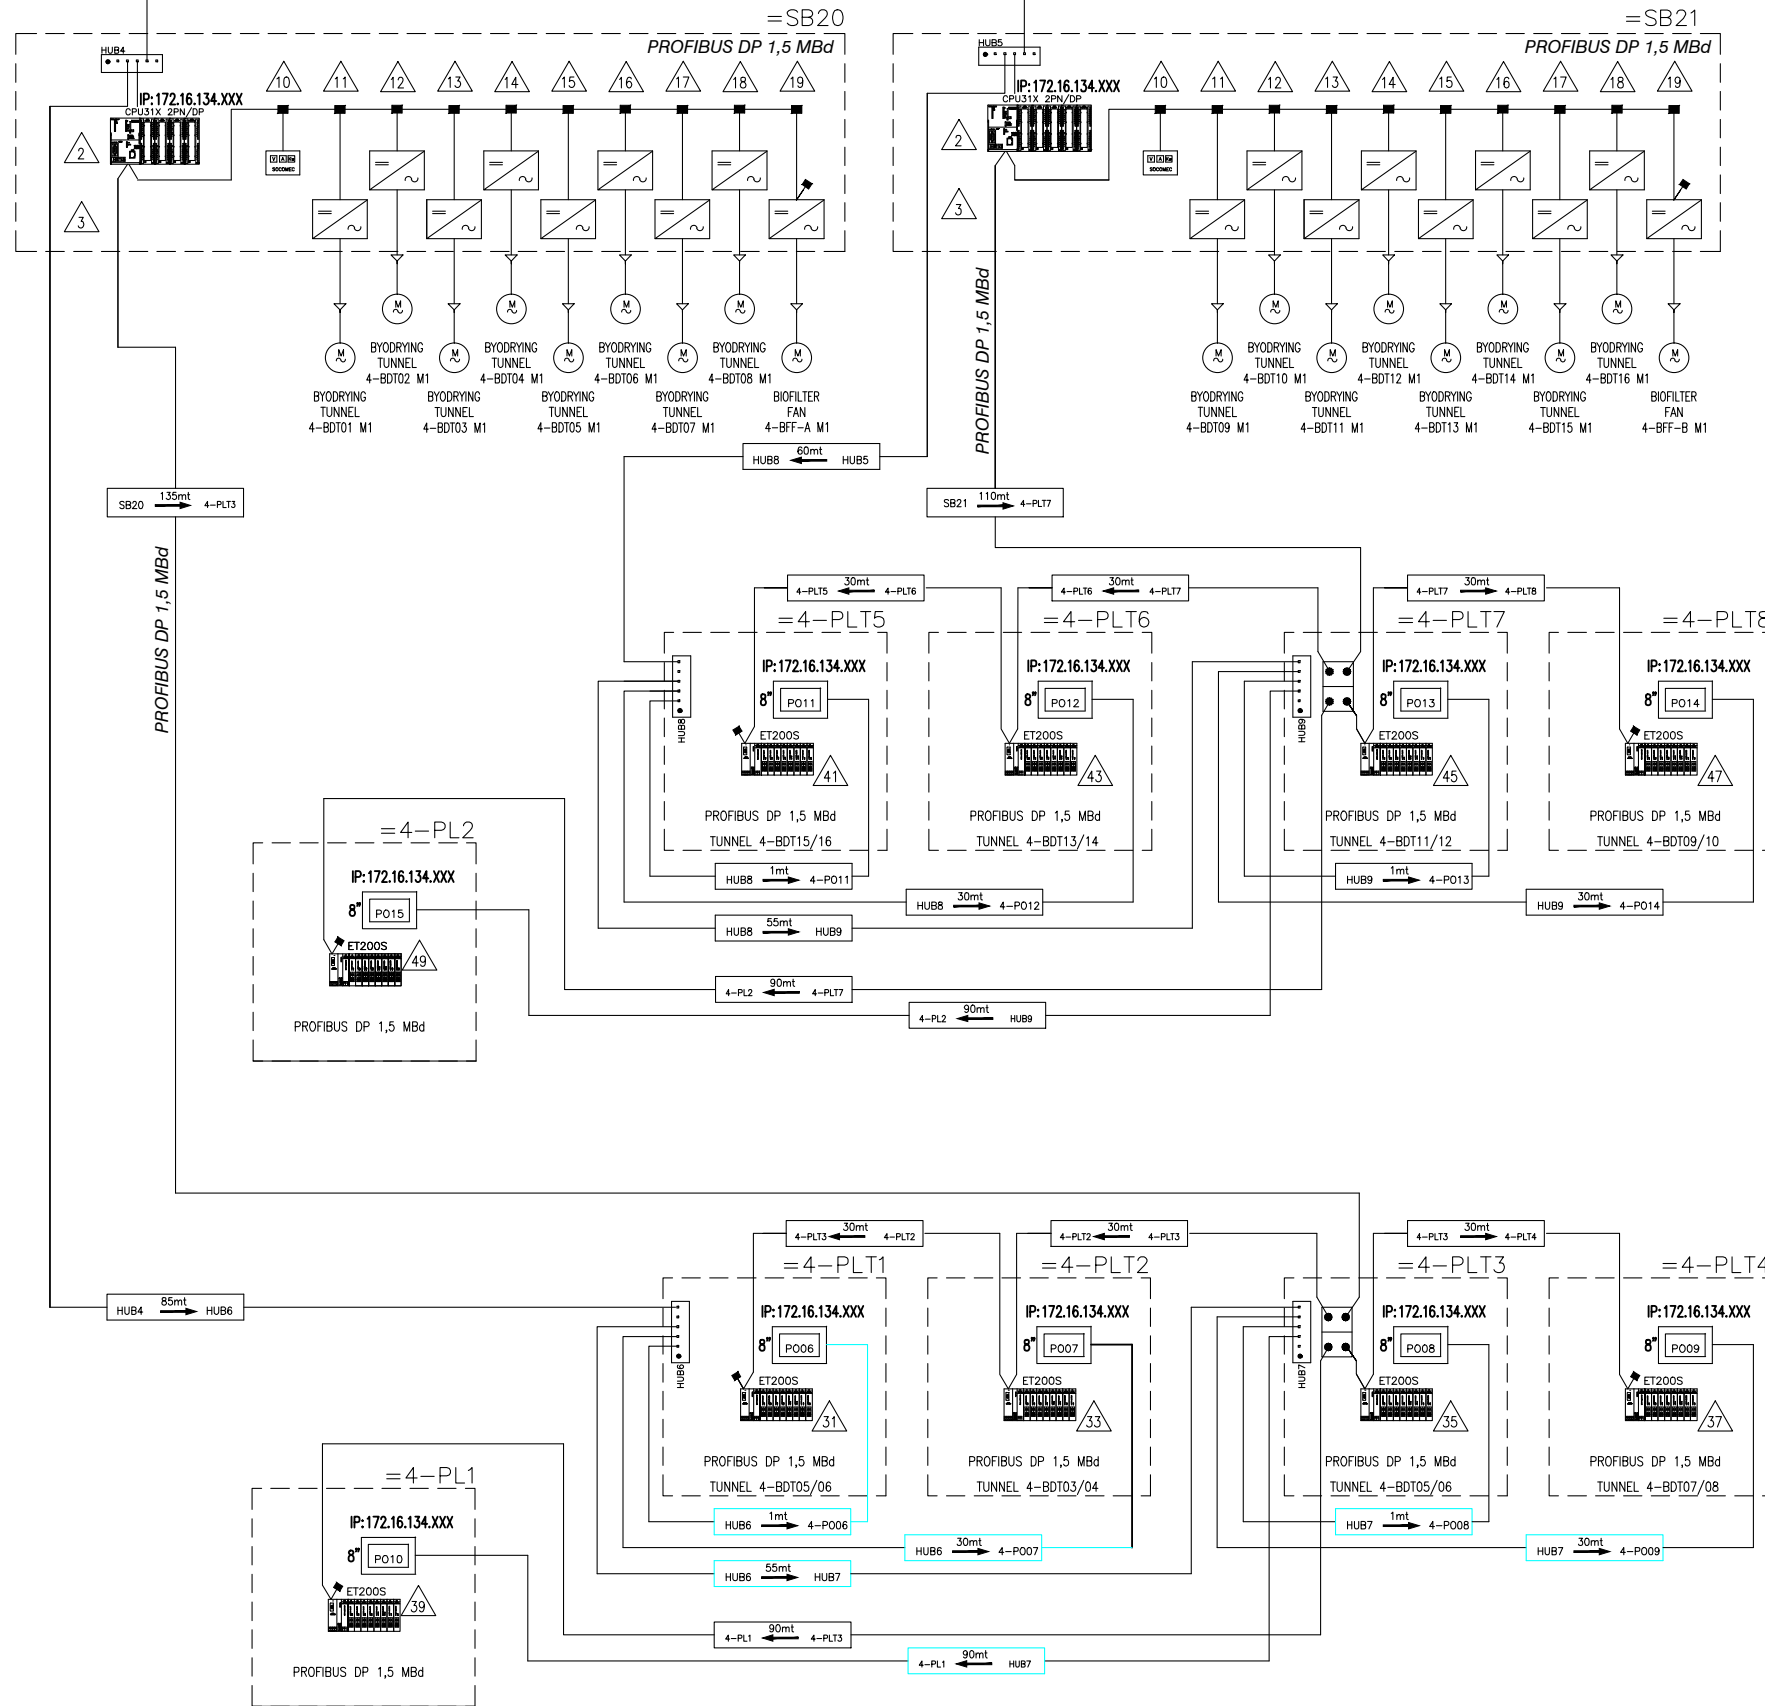 =SB20
HUB4
PROFIBUS DP 1,5 MBd
10 11 12 13 14 15 16 17 18 19
IP:172.16.134.XXX
CPU31X 2PN/DP
2
V A
SOCOMEC
3
M M M M M M M M M
BYODRYING
TUNNEL
4-BDT02 M1
BYODRYING
TUNNEL
4-BDT04 M1
BYODRYING
TUNNEL
4-BDT06 M1
BYODRYING
TUNNEL
4-BDT08 M1
BYODRYING
TUNNEL
4-BDT01 M1
BYODRYING
TUNNEL
4-BDT03 M1
BYODRYING
TUNNEL
4-BDT05 M1
BYODRYING
TUNNEL
4-BDT07 M1
BIOFILTER
FAN
4-BFF-A M1
=SB21
HUB5
PROFIBUS DP 1,5 MBd
10 11 12 13 14 15 16 17 18 19
IP:172.16.134.XXX
CPU31X 2PN/DP
2
V A
SOCOMEC
3
M M M M M M M M M
BYODRYING
TUNNEL
4-BDT10 M1
BYODRYING
TUNNEL
4-BDT12 M1
BYODRYING
TUNNEL
4-BDT14 M1
BYODRYING
TUNNEL
4-BDT16 M1
BYODRYING
TUNNEL
4-BDT09 M1
BYODRYING
TUNNEL
4-BDT11 M1
BYODRYING
TUNNEL
4-BDT13 M1
BYODRYING
TUNNEL
4-BDT15 M1
BIOFILTER
FAN
4-BFF-B M1
PROFIBUS DP 1,5 MBd
HUB8 60mt HUB5
SB20 135mt 4-PLT3
SB21 110mt 4-PLT7
PROFIBUS DP 1,5 MBd
4-PLT5 30mt 4-PLT6
4-PLT6 30mt 4-PLT7
4-PLT7 30mt 4-PLT8
=4-PLT5
IP:172.16.134.XXX
8" PO11
HUB8
ET200S
41
PROFIBUS DP 1,5 MBd
TUNNEL 4-BDT15/16
=4-PLT6
IP:172.16.134.XXX
8" PO12
ET200S
43
PROFIBUS DP 1,5 MBd
TUNNEL 4-BDT13/14
=4-PLT7
IP:172.16.134.XXX
8" PO13
HUB9
ET200S
45
PROFIBUS DP 1,5 MBd
TUNNEL 4-BDT11/12
=4-PLT8
IP:172.16.134.XXX
8" PO14
ET200S
47
PROFIBUS DP 1,5 MBd
TUNNEL 4-BDT09/10
HUB8 1mt 4-PO11
HUB9 1mt 4-PO13
HUB8 30mt 4-PO12
HUB9 30mt 4-PO14
HUB8 55mt HUB9
4-PL2 90mt 4-PLT7
4-PL2 90mt HUB9
=4-PL2
IP:172.16.134.XXX
8" PO15
ET200S
49
PROFIBUS DP 1,5 MBd
4-PLT3 30mt 4-PLT2
4-PLT2 30mt 4-PLT3
4-PLT3 30mt 4-PLT4
HUB4 85mt HUB6
=4-PLT1
IP:172.16.134.XXX
8" PO06
HUB6
ET200S
31
PROFIBUS DP 1,5 MBd
TUNNEL 4-BDT05/06
=4-PLT2
IP:172.16.134.XXX
8" PO07
ET200S
33
PROFIBUS DP 1,5 MBd
TUNNEL 4-BDT03/04
=4-PLT3
IP:172.16.134.XXX
8" PO08
HUB7
ET200S
35
PROFIBUS DP 1,5 MBd
TUNNEL 4-BDT05/06
=4-PLT4
IP:172.16.134.XXX
8" PO09
ET200S
37
PROFIBUS DP 1,5 MBd
TUNNEL 4-BDT07/08
HUB6 1mt 4-PO06
HUB7 1mt 4-PO08
HUB6 30mt 4-PO07
HUB7 30mt 4-PO09
HUB6 55mt HUB7
4-PL1 90mt 4-PLT3
4-PL1 90mt HUB7
=4-PL1
IP:172.16.134.XXX
8" PO10
ET200S
39
PROFIBUS DP 1,5 MBd